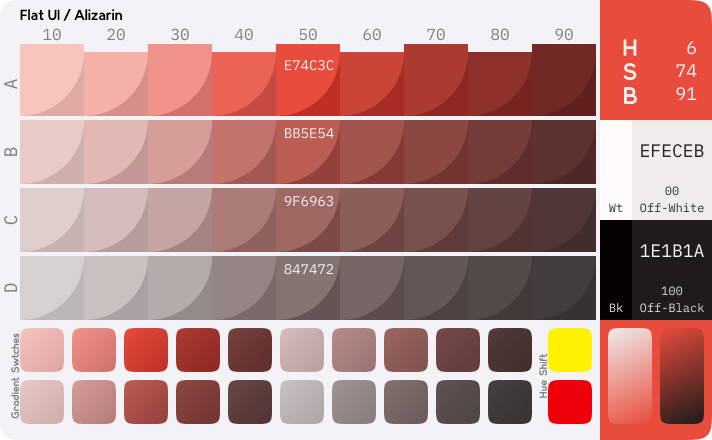 Flat UI / Alizarin
10 20 30 40 50 60 70 80 90
A
E74C3C
B
BB5E54
C
9F6963
D
847472
Gradient Swtches
Hue Shift
H 6
S 74
B 91
EFECEB
00
Wt Off-White
1E1B1A
100
Bk Off-Black